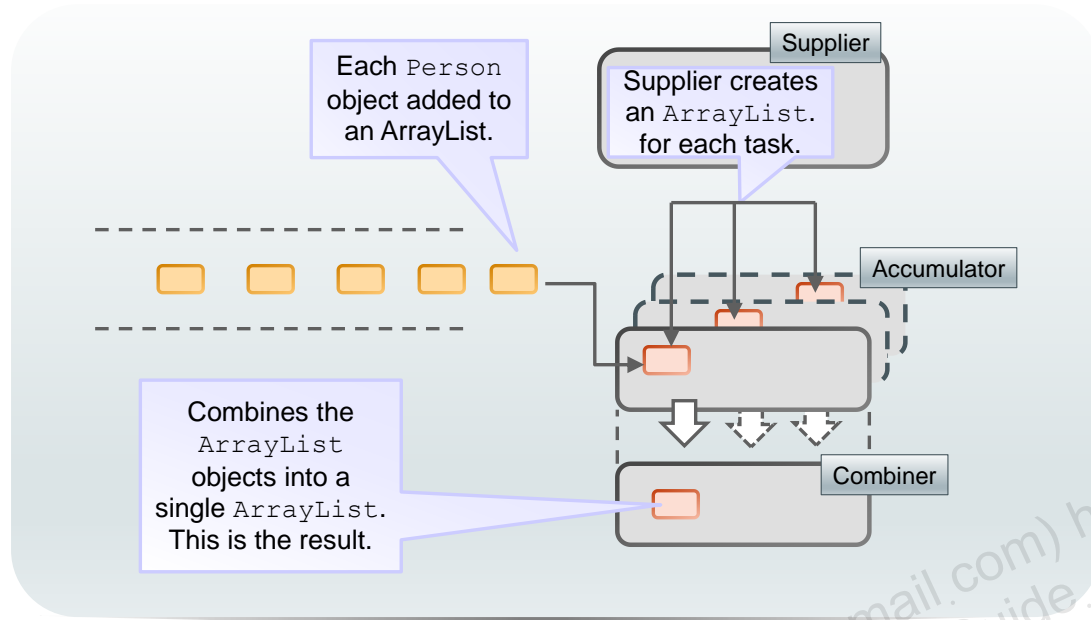 Supplier
Each Person
object added to
an ArrayList.
Supplier creates
an ArrayList.
for each task.
Accumulator
Combines the
ArrayList
objects into a
single ArrayList.
This is the result.
Combiner